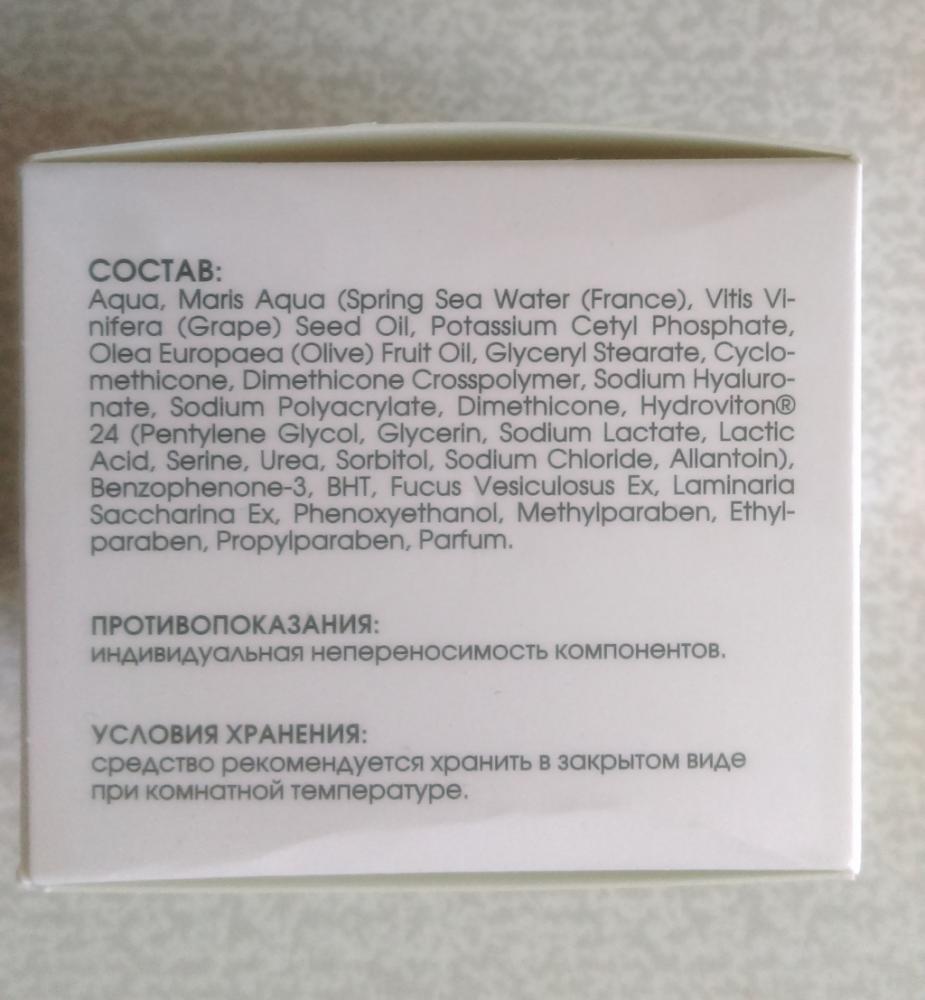 СОСТАВ:
Aqua, Maris Aqua (Spring Sea Water (France), Vitis Vi-
nifera (Grape) Seed Oil, Potassium Cetyl Phosphate,
Olea Europaea (Olive) Fruit Oil, Glyceryl Stearate, Cyclo-
methicone, Dimethicone Crosspolymer, Sodium Hyaluro-
nate, Sodium Polyacrylate, Dimethicone, Hydroviton®
24 (Pentylene Glycol, Glycerin, Sodium Lactate, Lactic
Acid, Serine, Urea, Sorbitol, Sodium Chloride, Allantoin),
Benzophenone-3, BHT, Fucus Vesiculosus Ex, Laminaria
Saccharina Ex, Phenoxyethanol, Methylparaben, Ethyl-
paraben, Propylparaben, Parfum.
ПРОТИВОПОКАЗАНИЯ:
индивидуальная непереносимость компонентов.
УСЛОВИЯ ХРАНЕНИЯ:
средство рекомендуется хранить в закрытом виде
при комнатной температуре.